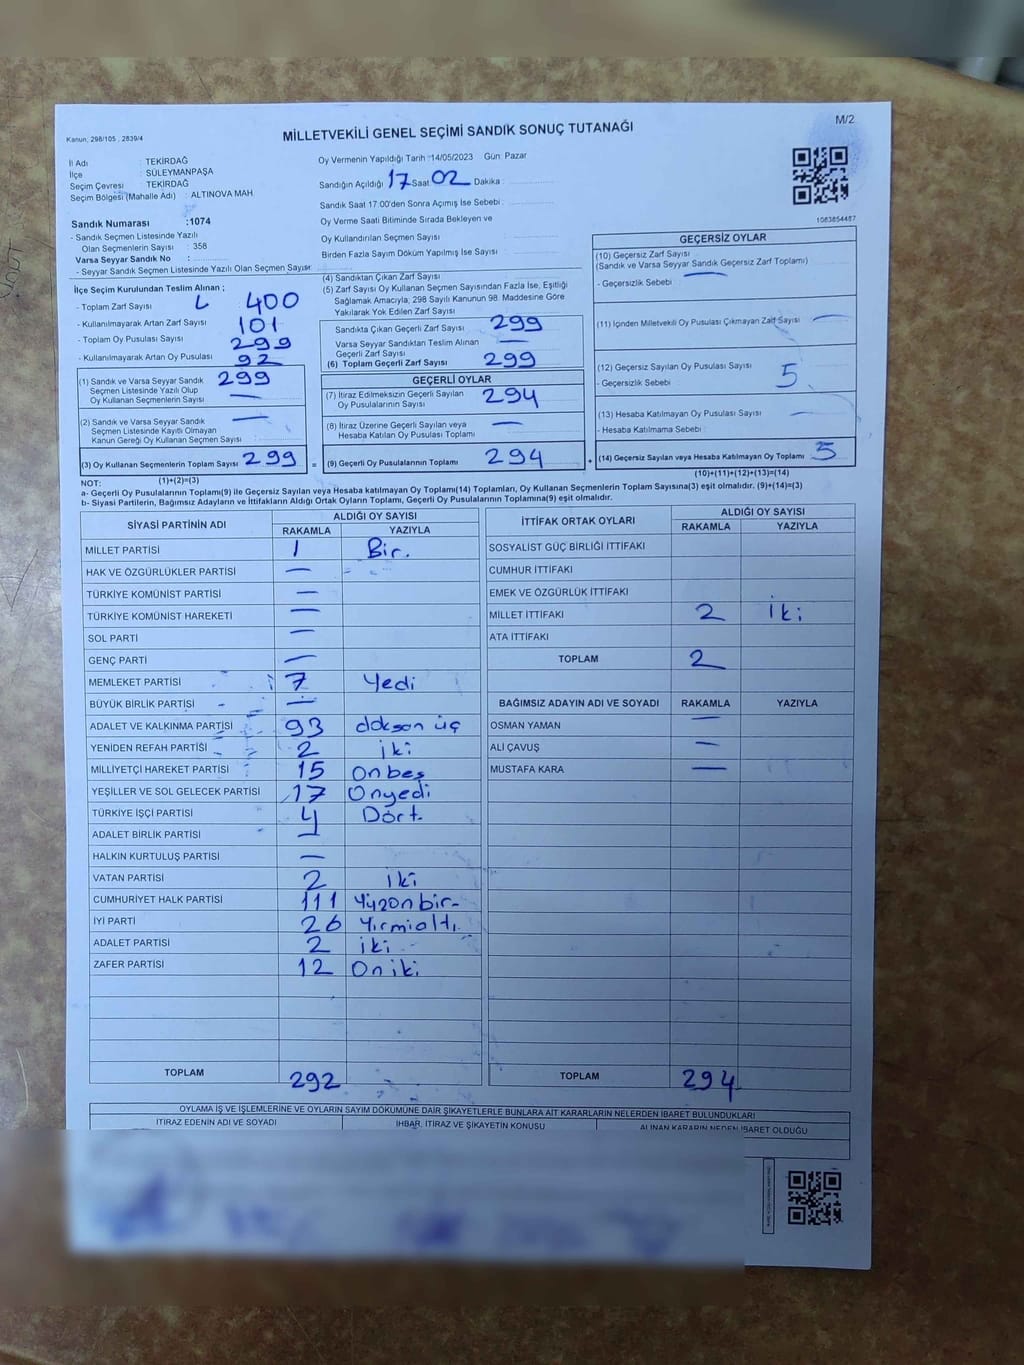 M/2
Kanun; 298/105 , 2839/4
MİLLETVEKİLİ GENEL SEÇİMİ SANDIK SONUÇ TUTANAĞI
İl Adı : TEKİRDAĞ
İlçe : SÜLEYMANPAŞA
Seçim Çevresi : TEKİRDAĞ
Seçim Bölgesi (Mahalle Adı) : ALTINOVA MAH.
Sandık Numarası :1074
- Sandık Seçmen Listesinde Yazılı
Olan Seçmenlerin Sayısı : 358
Varsa Seyyar Sandık No :
- Seyyar Sandık Seçmen Listesinde Yazılı Olan Seçmen Sayısı:
Oy Vermenin Yapıldığı Tarih :14/05/2023 Gün: Pazar
Sandığın Açıldığı 17 Saat 02 Dakika :
Sandık Saat 17:00'den Sonra Açımış İse Sebebi :
Oy Verme Saati Bitiminde Sırada Bekleyen ve
Oy Kullandırılan Seçmen Sayısı :
Birden Fazla Sayım Döküm Yapılmış İse Sayısı :
1083854487
İlçe Seçim Kurulundan Teslim Alınan ;
- Toplam Zarf Sayısı : 400
- Kullanılmayarak Artan Zarf Sayısı : 101
- Toplam Oy Pusulası Sayısı : 299
- Kullanılmayarak Artan Oy Pusulası : 92
(1) Sandık ve Varsa Seyyar Sandık 299
Seçmen Listesinde Yazılı Olup
Oy Kullanan Seçmenlerin Sayısı : —
(2) Sandık ve Varsa Seyyar Sandık —
Seçmen Listesinde Kayıtlı Olmayan
Kanun Gereği Oy Kullanan Seçmen Sayısı :
(3) Oy Kullanan Seçmenlerin Toplam Sayısı : 299
(4) Sandıktan Çıkan Zarf Sayısı :
(5) Zarf Sayısı Oy Kullanan Seçmen Sayısından Fazla İse, Eşitliği
Sağlamak Amacıyla, 298 Sayılı Kanunun 98. Maddesine Göre
Yakılarak Yok Edilen Zarf Sayısı :
Sandıkta Çıkan Geçerli Zarf Sayısı : 299
Varsa Seyyar Sandıktan Teslim Alınan
Geçerli Zarf Sayısı : —
(6) Toplam Geçerli Zarf Sayısı : 299
GEÇERLİ OYLAR
(7) İtiraz Edilmeksizin Geçerli Sayılan
Oy Pusulalarının Sayısı : 294
(8) İtiraz Üzerine Geçerli Sayılan veya
Hesaba Katılan Oy Pusulası Toplamı : —
= (9) Geçerli Oy Pusulalarının Toplamı : 294
GEÇERSİZ OYLAR
(10) Geçersiz Zarf Sayısı
(Sandık ve Varsa Seyyar Sandık Geçersiz Zarf Toplamı) —
- Geçersizlik Sebebi :
(11) İçinden Milletvekili Oy Pusulası Çıkmayan Zarf Sayısı : —
(12) Geçersiz Sayılan Oy Pusulası Sayısı : 5
- Geçersizlik Sebebi :
(13) Hesaba Katılmayan Oy Pusulası Sayısı : —
- Hesaba Katılmama Sebebi :
+ (14) Geçersiz Sayılan veya Hesaba Katılmayan Oy Toplamı : 5
NOT: (1)+(2)=(3)
(10)+(11)+(12)+(13)=(14)
a- Geçerli Oy Pusulalarının Toplamı(9) ile Geçersiz Sayılan veya Hesaba katılmayan Oy Toplamı(14) Toplamları, Oy Kullanan Seçmenlerin Toplam Sayısına(3) eşit olmalıdır. (9)+(14)=(3)
b- Siyasi Partilerin, Bağımsız Adayların ve İttifakların Aldığı Ortak Oyların Toplamı, Geçerli Oy Pusulalarının Toplamına(9) eşit olmalıdır.
SİYASİ PARTİNİN ADI
ALDIĞI OY SAYISI
RAKAMLA YAZIYLA
MİLLET PARTİSİ 1 Bir.
HAK VE ÖZGÜRLÜKLER PARTİSİ —
TÜRKİYE KOMÜNİST PARTİSİ —
TÜRKİYE KOMÜNİST HAREKETİ —
SOL PARTİ —
GENÇ PARTİ —
MEMLEKET PARTİSİ 7 Yedi
BÜYÜK BİRLİK PARTİSİ —
ADALET VE KALKINMA PARTİSİ 93 doksan üç
YENİDEN REFAH PARTİSİ 2 iki
MİLLİYETÇİ HAREKET PARTİSİ 15 Onbeş
YEŞİLLER VE SOL GELECEK PARTİSİ 17 Onyedi
TÜRKİYE İŞÇİ PARTİSİ 4 Dört.
ADALET BİRLİK PARTİSİ —
HALKIN KURTULUŞ PARTİSİ —
VATAN PARTİSİ 2 iki
CUMHURİYET HALK PARTİSİ 111 Yüzonbir-
İYİ PARTİ 26 Yirmialtı.
ADALET PARTİSİ 2 iki
ZAFER PARTİSİ 12 On iki
TOPLAM 292
İTTİFAK ORTAK OYLARI
ALDIĞI OY SAYISI
RAKAMLA YAZIYLA
SOSYALİST GÜÇ BİRLİĞİ İTTİFAKI
CUMHUR İTTİFAKI
EMEK VE ÖZGÜRLÜK İTTİFAKI
MİLLET İTTİFAKI 2 iki
ATA İTTİFAKI
TOPLAM 2
BAĞIMSIZ ADAYIN ADI VE SOYADI RAKAMLA YAZIYLA
OSMAN YAMAN —
ALİ ÇAVUŞ —
MUSTAFA KARA —
TOPLAM 294
OYLAMA İŞ VE İŞLEMLERİNE VE OYLARIN SAYIM DÖKÜMÜNE DAİR ŞİKAYETLERLE BUNLARA AİT KARARLARIN NELERDEN İBARET BULUNDUKLARI
İTİRAZ EDENİN ADI VE SOYADI
İHBAR, İTİRAZ VE ŞİKAYETİN KONUSU
ALINAN KARARIN NEDEN İBARET OLDUĞU